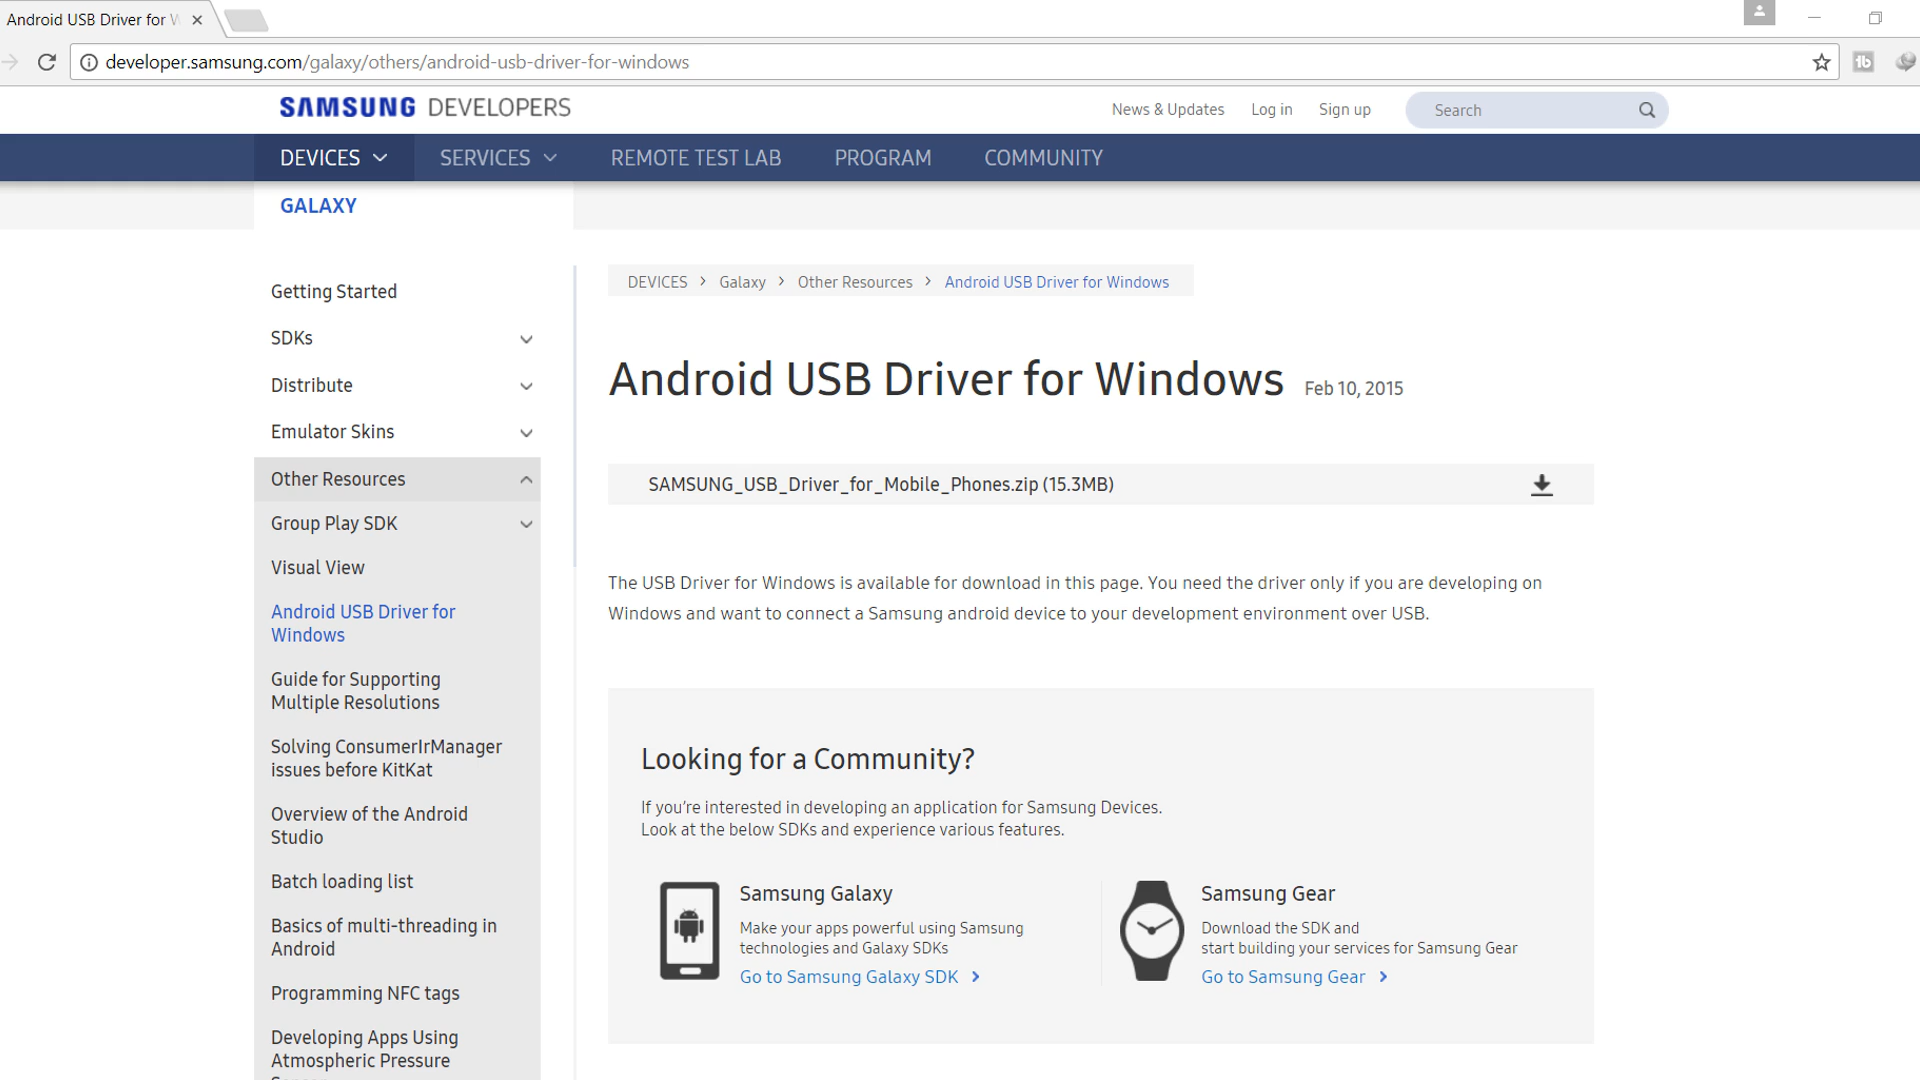 Android USB Driver for W
developer.samsung.com/galaxy/others/android-usb-driver-for-windows
SAMSUNG DEVELOPERS
News & Updates
Log in
Sign up
Search
DEVICES
SERVICES
REMOTE TEST LAB
PROGRAM
COMMUNITY
GALAXY
Getting Started
SDKs
Distribute
Emulator Skins
Other Resources
Group Play SDK
Visual View
Android USB Driver for
Windows
Guide for Supporting
Multiple Resolutions
Solving ConsumerIrManager
issues before KitKat
Overview of the Android
Studio
Batch loading list
Basics of multi-threading in
Android
Programming NFC tags
Developing Apps Using
Atmospheric Pressure
DEVICES > Galaxy > Other Resources > Android USB Driver for Windows
Android USB Driver for Windows Feb 10, 2015
SAMSUNG_USB_Driver_for_Mobile_Phones.zip (15.3MB)
The USB Driver for Windows is available for download in this page. You need the driver only if you are developing on
Windows and want to connect a Samsung android device to your development environment over USB.
Looking for a Community?
If you're interested in developing an application for Samsung Devices.
Look at the below SDKs and experience various features.
Samsung Galaxy
Make your apps powerful using Samsung
technologies and Galaxy SDKs
Go to Samsung Galaxy SDK >
Samsung Gear
Download the SDK and
start building your services for Samsung Gear
Go to Samsung Gear >